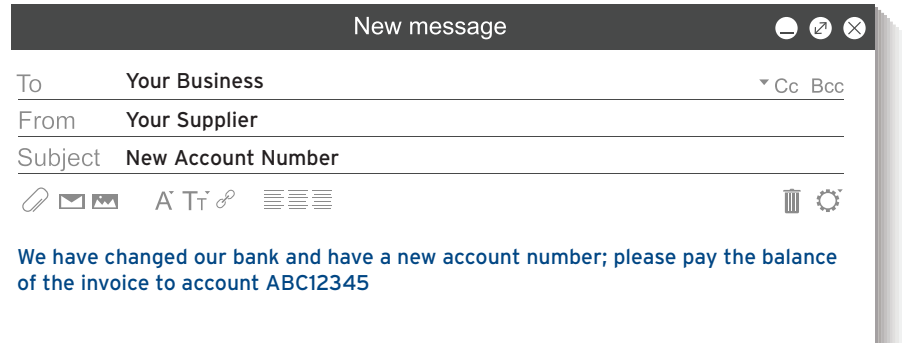 New message
To Your Business Cc Bcc
From Your Supplier
Subject New Account Number
A TT
We have changed our bank and have a new account number; please pay the balance
of the invoice to account ABC12345